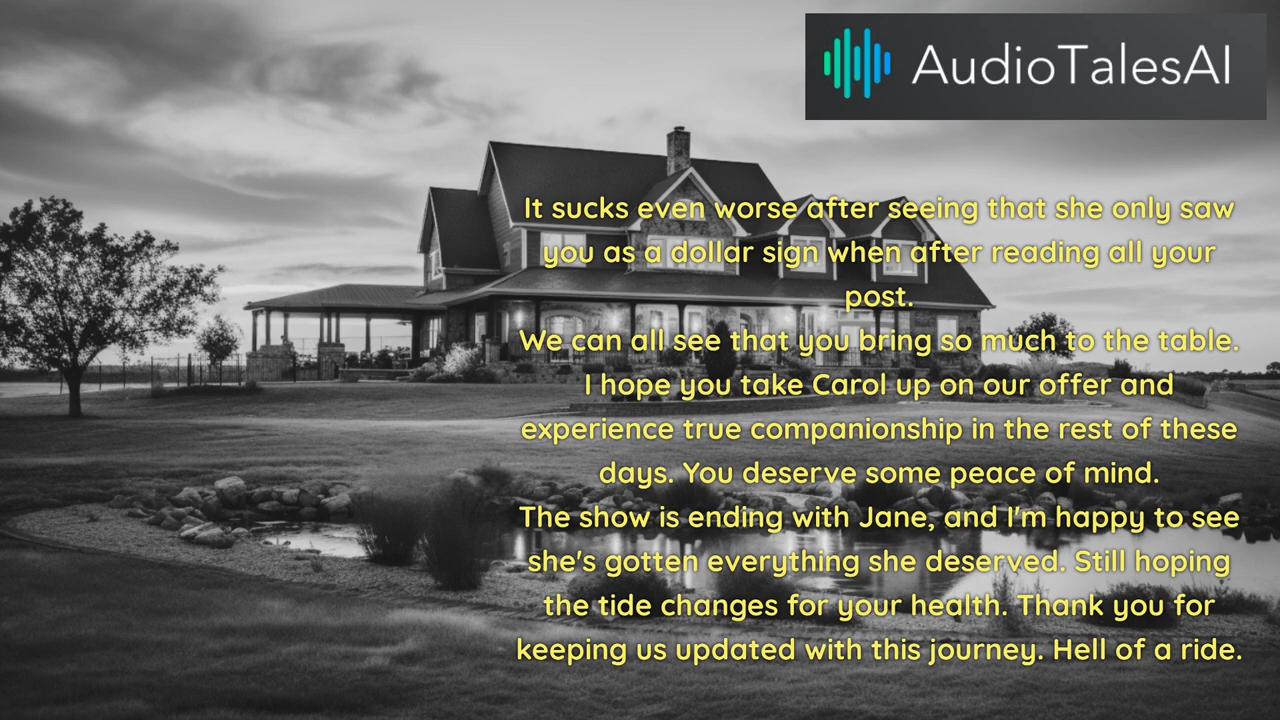 AudioTalesAI
It sucks even worse after seeing that she only saw
you as a dollar sign when after reading all your
post.
We can all see that you bring so much to the table.
I hope you take Carol up on our offer and
experience true companionship in the rest of these
days. You deserve some peace of mind.
The show is ending with Jane, and I'm happy to see
she's gotten everything she deserved. Still hoping
the tide changes for your health. Thank you for
keeping us updated with this journey. Hell of a ride.